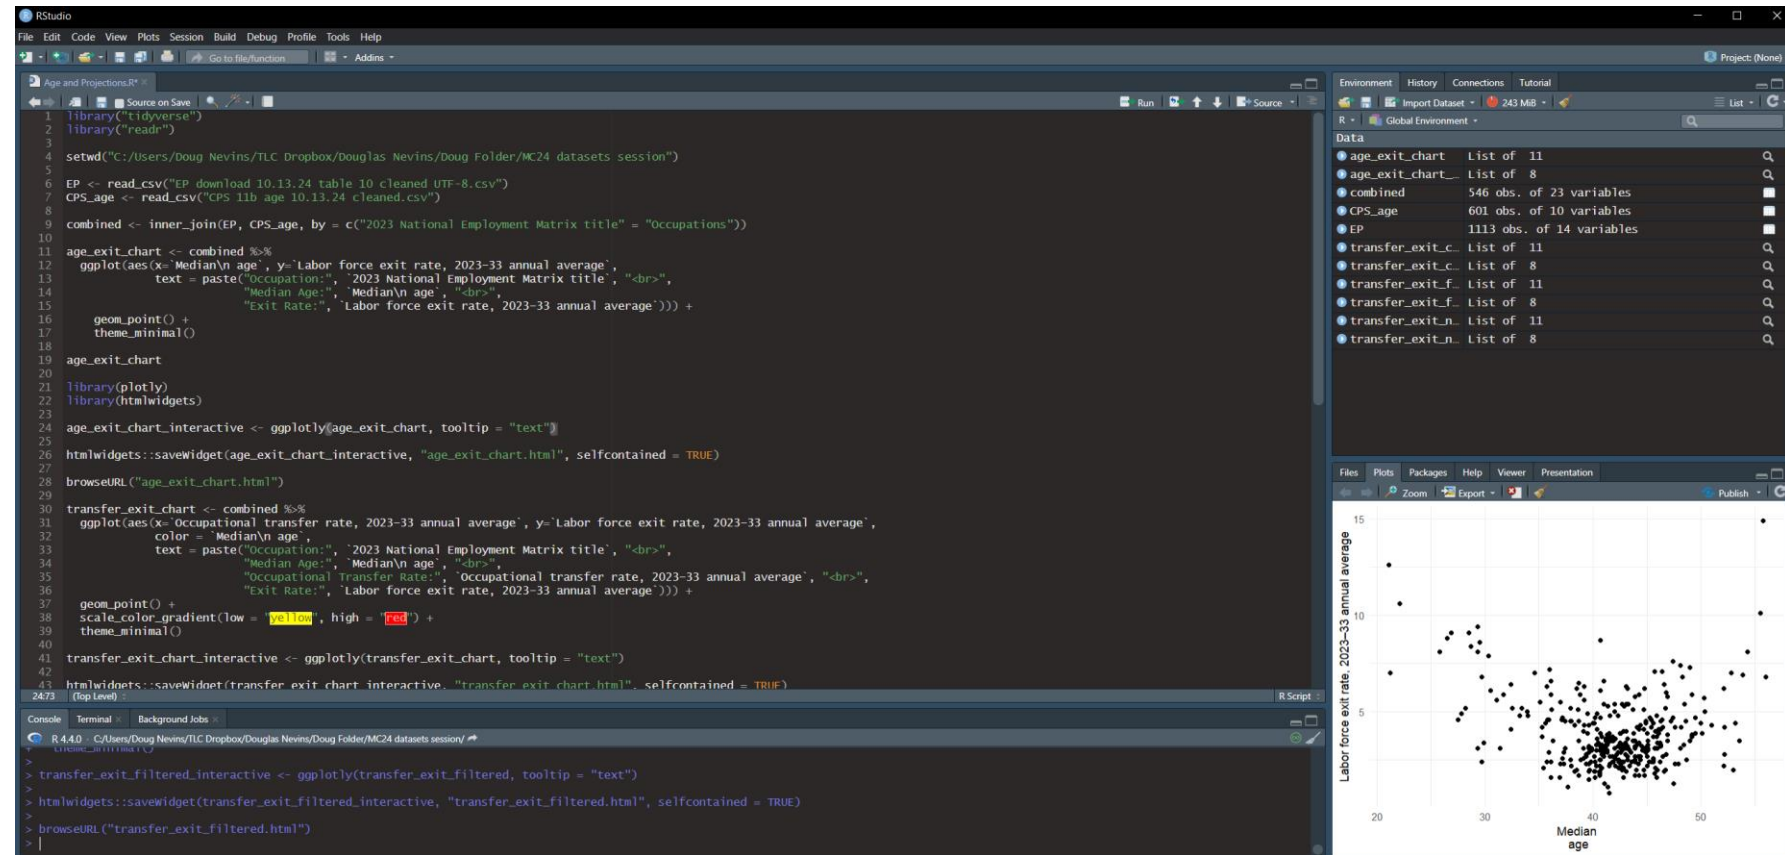 RStudio
File Edit Code View Plots Session Build Debug Profile Tools Help
Go to file/function Addins
Project: (None)
Age and Projections.R*
Source on Save Run Source
1 library("tidyverse")
2 library("readr")
3
4 setwd("C:/Users/Doug Nevins/TLC Dropbox/Douglas Nevins/Doug Folder/MC24 datasets session")
5
6 EP <- read_csv("EP download 10.13.24 table 10 cleaned UTF-8.csv")
7 CPS_age <- read_csv("CPS 11b age 10.13.24 cleaned.csv")
8
9 combined <- inner_join(EP, CPS_age, by = c("2023 National Employment Matrix title" = "Occupations"))
10
11 age_exit_chart <- combined %>%
12 ggplot(aes(x=`Median\n age`, y=`Labor force exit rate, 2023-33 annual average`,
13 text = paste("Occupation:", `2023 National Employment Matrix title`, "<br>",
14 "Median Age:", `Median\n age`, "<br>",
15 "Exit Rate:", `Labor force exit rate, 2023-33 annual average`))) +
16 geom_point() +
17 theme_minimal()
18
19 age_exit_chart
20
21 library(plotly)
22 library(htmlwidgets)
23
24 age_exit_chart_interactive <- ggplotly(age_exit_chart, tooltip = "text")
25
26 htmlwidgets::saveWidget(age_exit_chart_interactive, "age_exit_chart.html", selfcontained = TRUE)
27
28 browseURL("age_exit_chart.html")
29
30 transfer_exit_chart <- combined %>%
31 ggplot(aes(x=`Occupational transfer rate, 2023-33 annual average`, y=`Labor force exit rate, 2023-33 annual average`,
32 color = `Median\n age`,
33 text = paste("Occupation:", `2023 National Employment Matrix title`, "<br>",
34 "Median Age:", `Median\n age`, "<br>",
35 "Occupational Transfer Rate:", `Occupational transfer rate, 2023-33 annual average`, "<br>",
36 "Exit Rate:", `Labor force exit rate, 2023-33 annual average`))) +
37 geom_point() +
38 scale_color_gradient(low = "yellow", high = "red") +
39 theme_minimal()
40
41 transfer_exit_chart_interactive <- ggplotly(transfer_exit_chart, tooltip = "text")
42
43 htmlwidgets::saveWidget(transfer_exit_chart_interactive, "transfer_exit_chart.html", selfcontained = TRUE)
24:73 (Top Level) R Script
Console Terminal Background Jobs
R 4.4.0 · C:/Users/Doug Nevins/TLC Dropbox/Douglas Nevins/Doug Folder/MC24 datasets session/
+ theme_minimal()
>
> transfer_exit_filtered_interactive <- ggplotly(transfer_exit_filtered, tooltip = "text")
>
> htmlwidgets::saveWidget(transfer_exit_filtered_interactive, "transfer_exit_filtered.html", selfcontained = TRUE)
>
> browseURL("transfer_exit_filtered.html")
>
Environment History Connections Tutorial
Import Dataset 243 MiB List
R Global Environment
Data
age_exit_chart List of 11
age_exit_chart_… List of 8
combined 546 obs. of 23 variables
CPS_age 601 obs. of 10 variables
EP 1113 obs. of 14 variables
transfer_exit_c… List of 11
transfer_exit_c… List of 8
transfer_exit_f… List of 11
transfer_exit_f… List of 8
transfer_exit_n… List of 11
transfer_exit_n… List of 8
Files Plots Packages Help Viewer Presentation
Zoom Export Publish
Labor force exit rate, 2023-33 annual average
15
10
5
20 30 40 50
Median
age